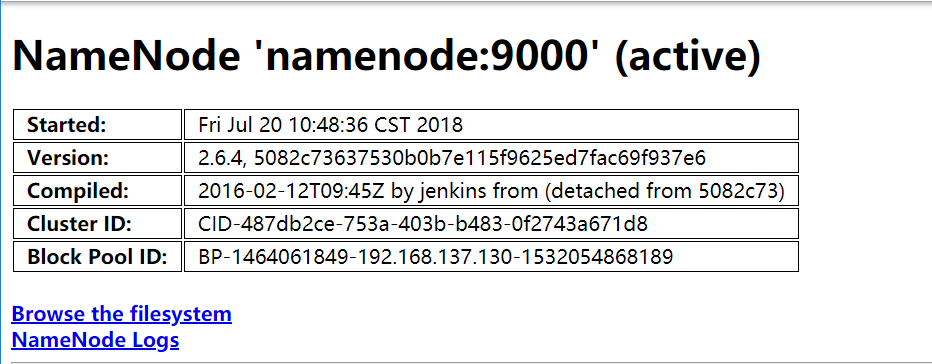 NameNode 'namenode:9000' (active)
Started: Fri Jul 20 10:48:36 CST 2018
Version: 2.6.4, 5082c73637530b0b7e115f9625ed7fac69f937e6
Compiled: 2016-02-12T09:45Z by jenkins from (detached from 5082c73)
Cluster ID: CID-487db2ce-753a-403b-b483-0f2743a671d8
Block Pool ID: BP-1464061849-192.168.137.130-1532054868189
Browse the filesystem
NameNode Logs